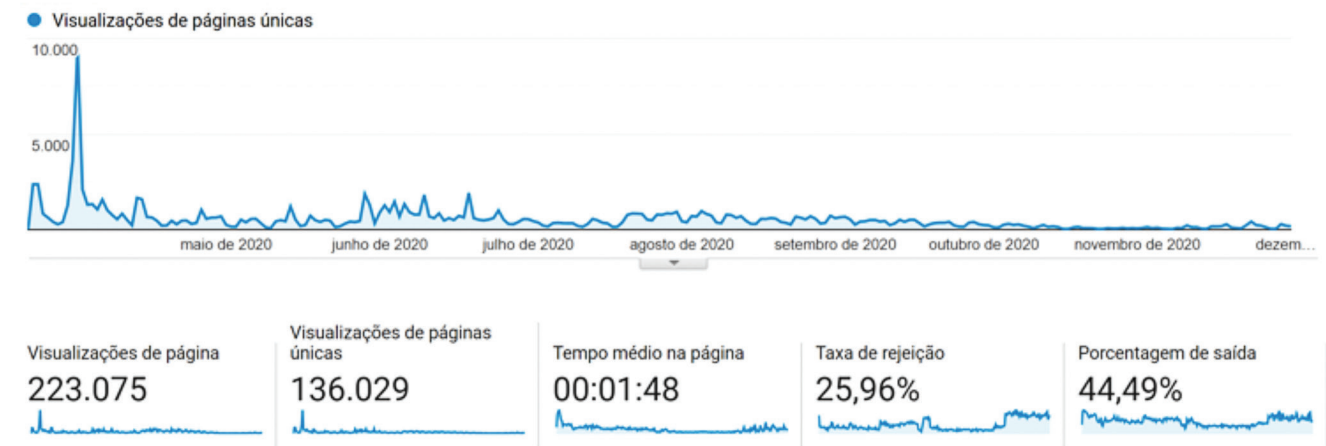 Visualizações de páginas únicas
10.000
5.000
maio de 2020 junho de 2020 julho de 2020 agosto de 2020 setembro de 2020 outubro de 2020 novembro de 2020 dezem...
Visualizações de página
223.075
Visualizações de páginas
únicas
136.029
Tempo médio na página
00:01:48
Taxa de rejeição
25,96%
Porcentagem de saída
44,49%